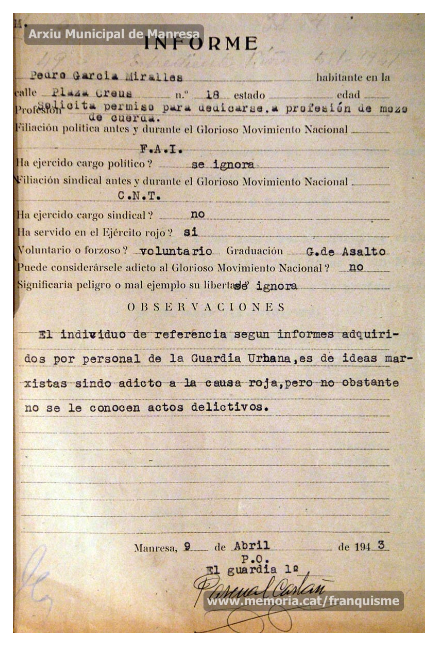 M.
Arxiu Municipal de Manresa
INFORME
Pedro Garcia Miralles habitante en la
calle Plaza Creus n.º 18 estado edad
Profesión Solicita permiso para dedicarse,a profesión de mozo
de cuerda.
Filiación política antes y durante el Glorioso Movimiento Nacional
F.A.I.
Ha ejercido cargo político? se ignora
Filiación sindical antes y durante el Glorioso Movimiento Nacional
C.N.T.
Ha ejercido cargo sindical? no
Ha servido en el Ejército rojo? si
Voluntario o forzoso? voluntario Graduación G.de Asalto
Puede considerársele adicto al Glorioso Movimiento Nacional? no
Significaría peligro o mal ejemplo su libertad? se ignora
OBSERVACIONES
El individuo de referencia segun informes adquiri-
dos por personal de la Guardia Urbana,es de ideas mar-
xistas sindo adicto a la causa roja,pero no obstante
no se le conocen actos delictivos.
Manresa, 9 de Abril de 1943
P.O.
El guardia 1º
www.memoria.cat/franquisme